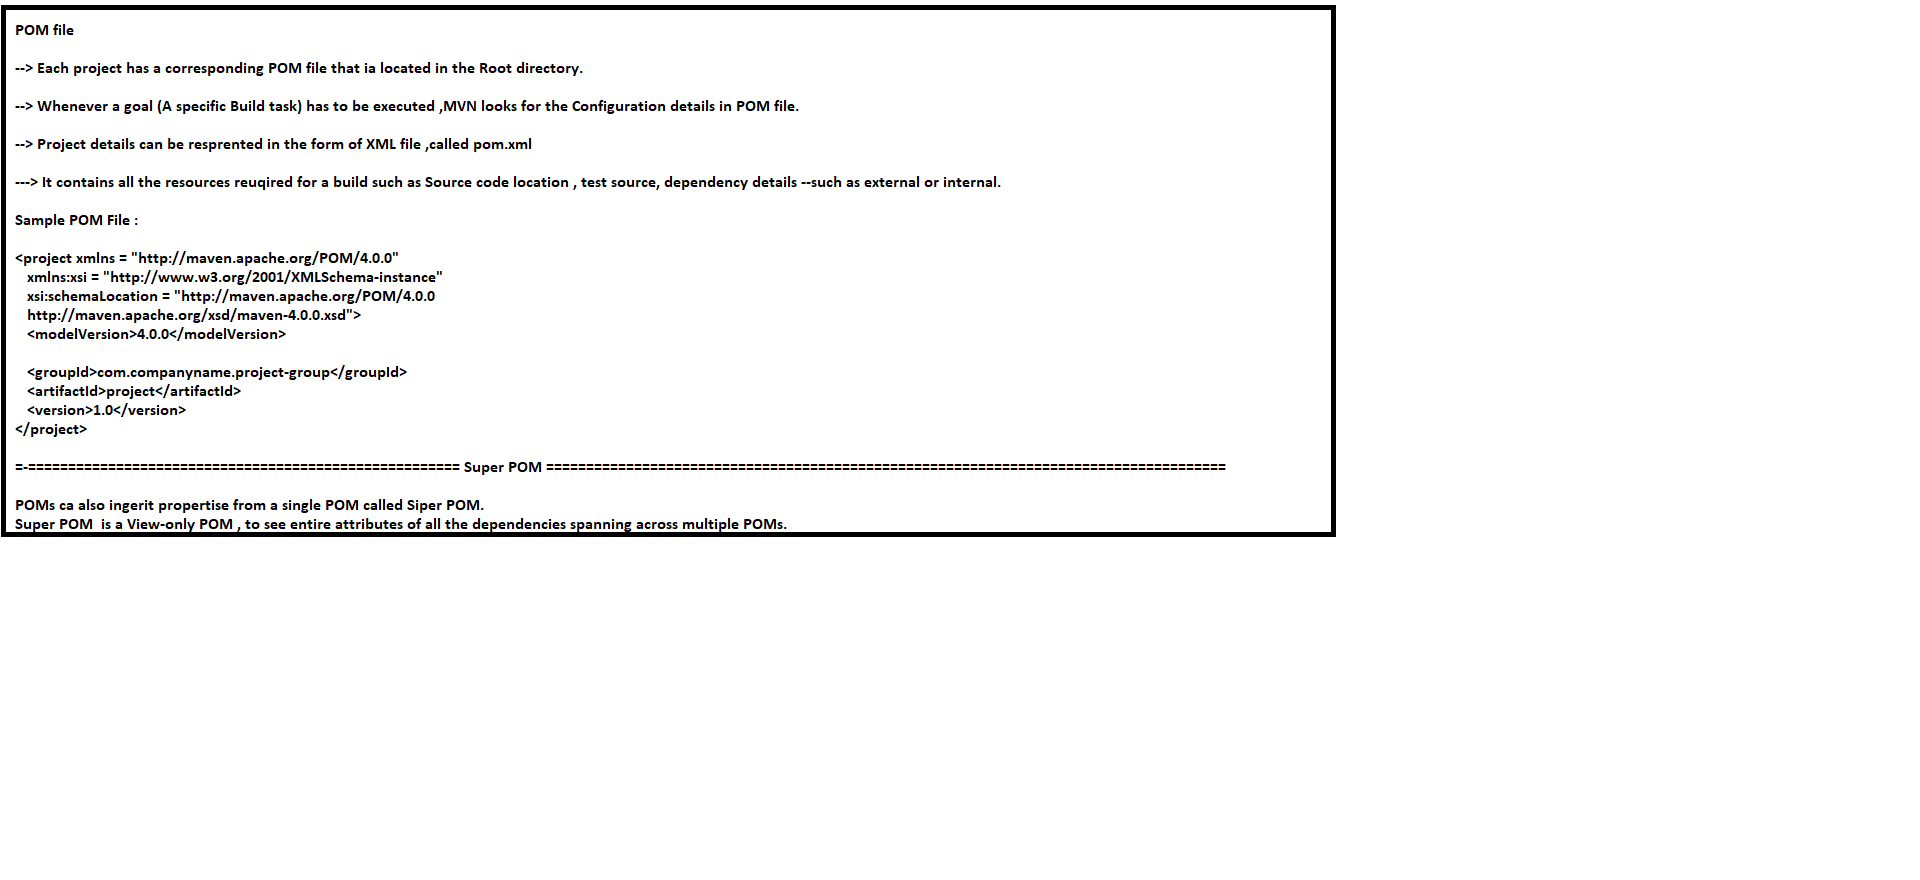 POM file
--> Each project has a corresponding POM file that ia located in the Root directory.
--> Whenever a goal (A specific Build task) has to be executed ,MVN looks for the Configuration details in POM file.
--> Project details can be resprented in the form of XML file ,called pom.xml
---> It contains all the resources reuqired for a build such as Source code location , test source, dependency details --such as external or internal.
Sample POM File :
<project xmlns = "http://maven.apache.org/POM/4.0.0"
xmlns:xsi = "http://www.w3.org/2001/XMLSchema-instance"
xsi:schemaLocation = "http://maven.apache.org/POM/4.0.0
http://maven.apache.org/xsd/maven-4.0.0.xsd">
<modelVersion>4.0.0</modelVersion>
<groupId>com.companyname.project-group</groupId>
<artifactId>project</artifactId>
<version>1.0</version>
</project>
=-====================================================== Super POM =====================================================================================
POMs ca also ingerit propertise from a single POM called Siper POM.
Super POM  is a View-only POM , to see entire attributes of all the dependencies spanning across multiple POMs.